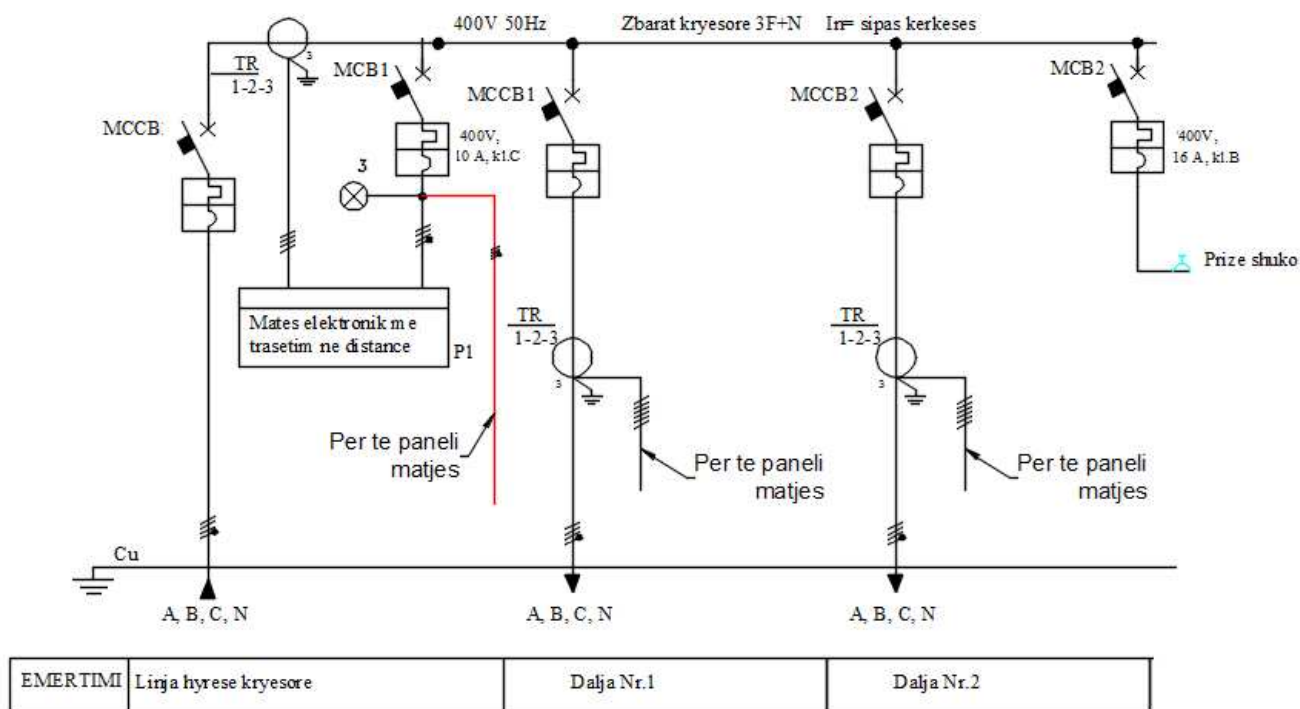 400V 50Hz
Zbarat kryesore 3F+N
In= sipas kerkeses
3
TR
1-2-3
MCB1
MCB2
MCCB1
MCCB2
MCCB
400V,
10 A, kl.C
400V,
16 A, kl.B
3
Prize shuko
Mates elektronik me
trasetim ne distance
P1
TR
1-2-3
3
TR
1-2-3
3
Per te paneli
matjes
Per te paneli
matjes
Per te paneli
matjes
Cu
A, B, C, N
A, B, C, N
A, B, C, N
EMERTIMI
Linja hyrese kryesore
Dalja Nr.1
Dalja Nr.2